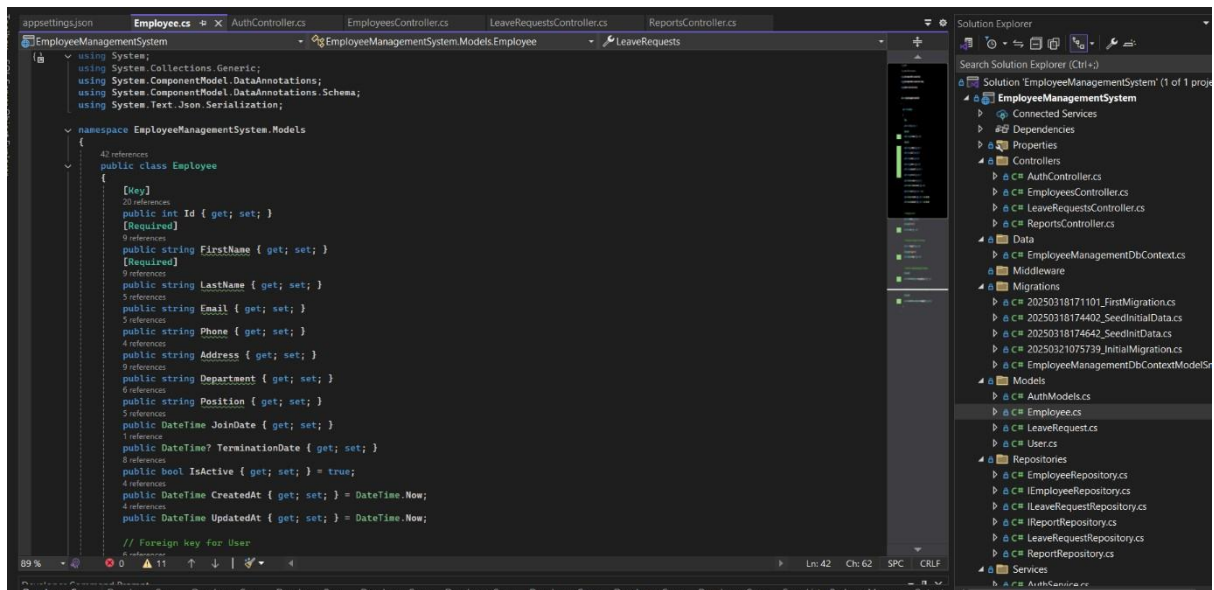 appsettings.json Employee.cs AuthController.cs EmployeesController.cs LeaveRequestsController.cs ReportsController.cs
EmployeeManagementSystem EmployeeManagementSystem.Models.Employee LeaveRequests
using System;
using System.Collections.Generic;
using System.ComponentModel.DataAnnotations;
using System.ComponentModel.DataAnnotations.Schema;
using System.Text.Json.Serialization;
namespace EmployeeManagementSystem.Models
{
42 references
public class Employee
{
[Key]
20 references
public int Id { get; set; }
[Required]
9 references
public string FirstName { get; set; }
[Required]
9 references
public string LastName { get; set; }
5 references
public string Email { get; set; }
5 references
public string Phone { get; set; }
4 references
public string Address { get; set; }
9 references
public string Department { get; set; }
6 references
public string Position { get; set; }
5 references
public DateTime JoinDate { get; set; }
1 reference
public DateTime? TerminationDate { get; set; }
8 references
public bool IsActive { get; set; } = true;
4 references
public DateTime CreatedAt { get; set; } = DateTime.Now;
4 references
public DateTime UpdatedAt { get; set; } = DateTime.Now;
// Foreign key for User
6 references
89 % 0 11 Ln: 42 Ch: 62 SPC CRLF
Solution Explorer
Search Solution Explorer (Ctrl+;)
Solution 'EmployeeManagementSystem' (1 of 1 proje
EmployeeManagementSystem
Connected Services
Dependencies
Properties
Controllers
C# AuthController.cs
C# EmployeesController.cs
C# LeaveRequestsController.cs
C# ReportsController.cs
Data
C# EmployeeManagementDbContext.cs
Middleware
Migrations
C# 20250318171101_FirstMigration.cs
C# 20250318174402_SeedInitialData.cs
C# 20250318174642_SeedInitData.cs
C# 20250321075739_InitialMigration.cs
C# EmployeeManagementDbContextModelSn
Models
C# AuthModels.cs
C# Employee.cs
C# LeaveRequest.cs
C# User.cs
Repositories
C# EmployeeRepository.cs
C# IEmployeeRepository.cs
C# ILeaveRequestRepository.cs
C# IReportRepository.cs
C# LeaveRequestRepository.cs
C# ReportRepository.cs
Services
C# AuthService.cs